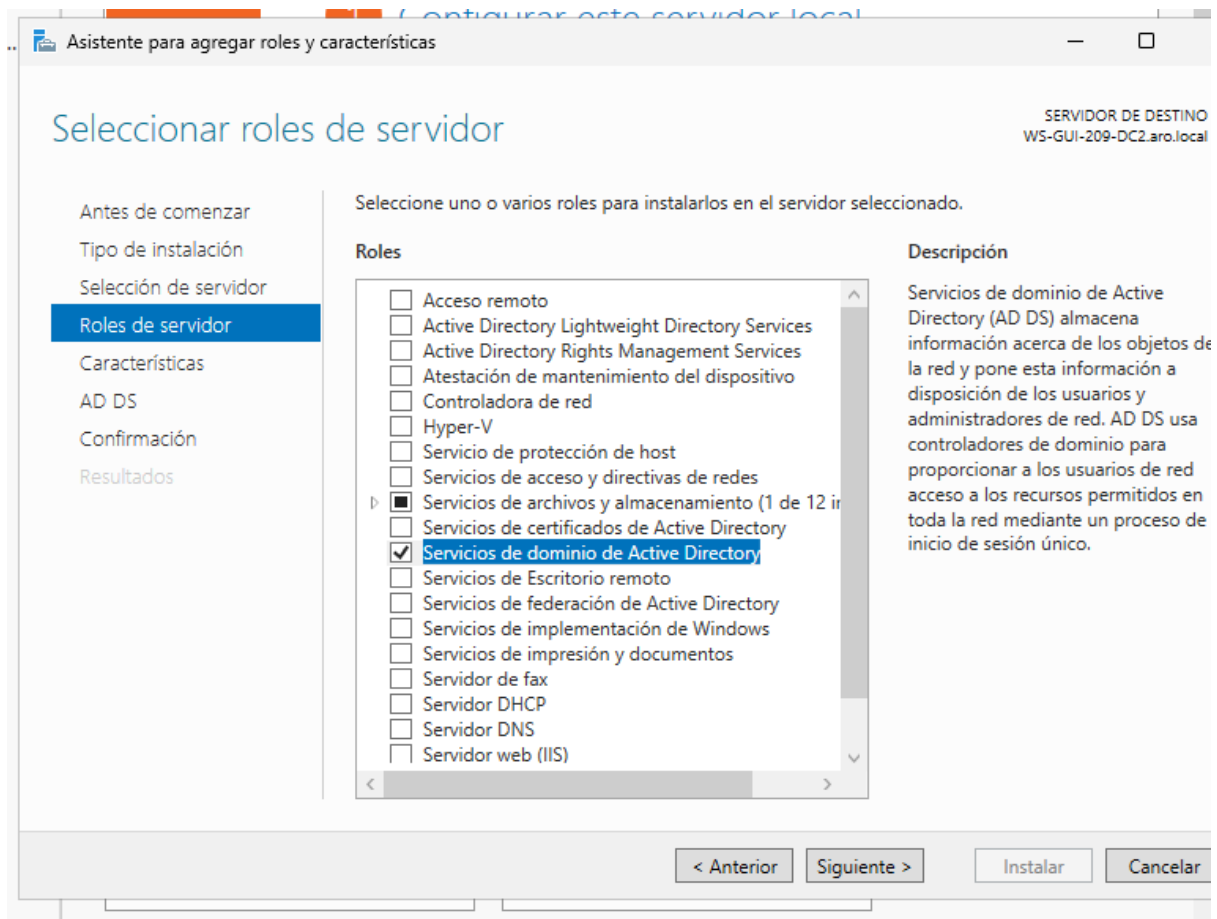 Configurar este servidor local
Asistente para agregar roles y características
Seleccionar roles de servidor
SERVIDOR DE DESTINO
WS-GUI-209-DC2.aro.local
Antes de comenzar
Tipo de instalación
Selección de servidor
Roles de servidor
Características
AD DS
Confirmación
Resultados
Seleccione uno o varios roles para instalarlos en el servidor seleccionado.
Roles
Acceso remoto
Active Directory Lightweight Directory Services
Active Directory Rights Management Services
Atestación de mantenimiento del dispositivo
Controladora de red
Hyper-V
Servicio de protección de host
Servicios de acceso y directivas de redes
Servicios de archivos y almacenamiento (1 de 12 in
Servicios de certificados de Active Directory
Servicios de dominio de Active Directory
Servicios de Escritorio remoto
Servicios de federación de Active Directory
Servicios de implementación de Windows
Servicios de impresión y documentos
Servidor de fax
Servidor DHCP
Servidor DNS
Servidor web (IIS)
Descripción
Servicios de dominio de Active
Directory (AD DS) almacena
información acerca de los objetos de
la red y pone esta información a
disposición de los usuarios y
administradores de red. AD DS usa
controladores de dominio para
proporcionar a los usuarios de red
acceso a los recursos permitidos en
toda la red mediante un proceso de
inicio de sesión único.
< Anterior
Siguiente >
Instalar
Cancelar